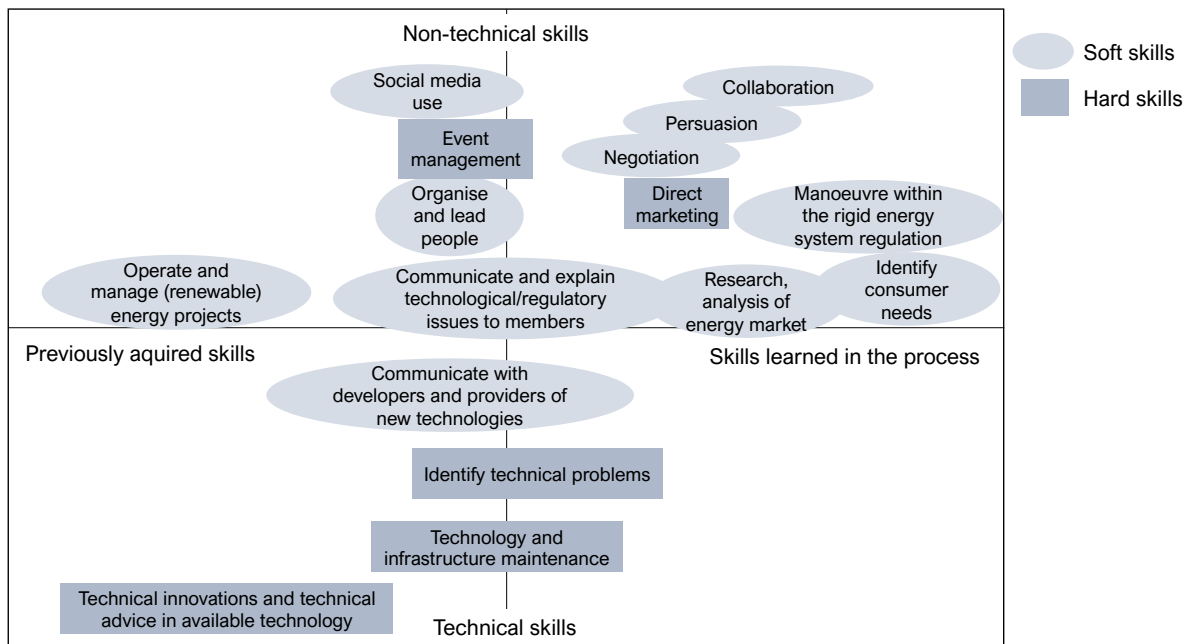 Non-technical skills
Soft skills
Hard skills
Social media
use
Collaboration
Persuasion
Event
management
Negotiation
Organise
and lead
people
Direct
marketing
Manoeuvre within
the rigid energy
system regulation
Operate and
manage (renewable)
energy projects
Communicate and explain
technological/regulatory
issues to members
Research,
analysis of
energy market
Identify
consumer
needs
Previously aquired skills
Skills learned in the process
Communicate with
developers and providers of
new technologies
Identify technical problems
Technology and
infrastructure maintenance
Technical innovations and technical
advice in available technology
Technical skills